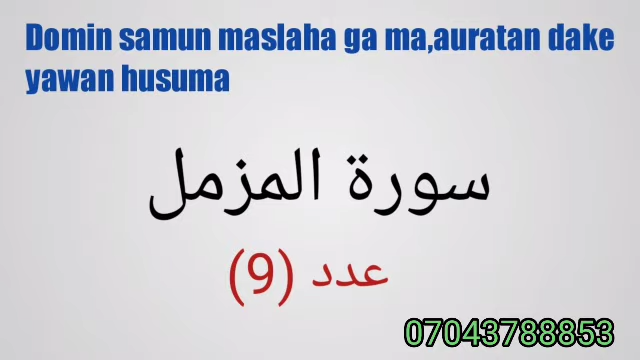 Domin samun maslaha ga ma,auratan dake
yawan husuma
سورة المزمل
عدد (9)
07043788853